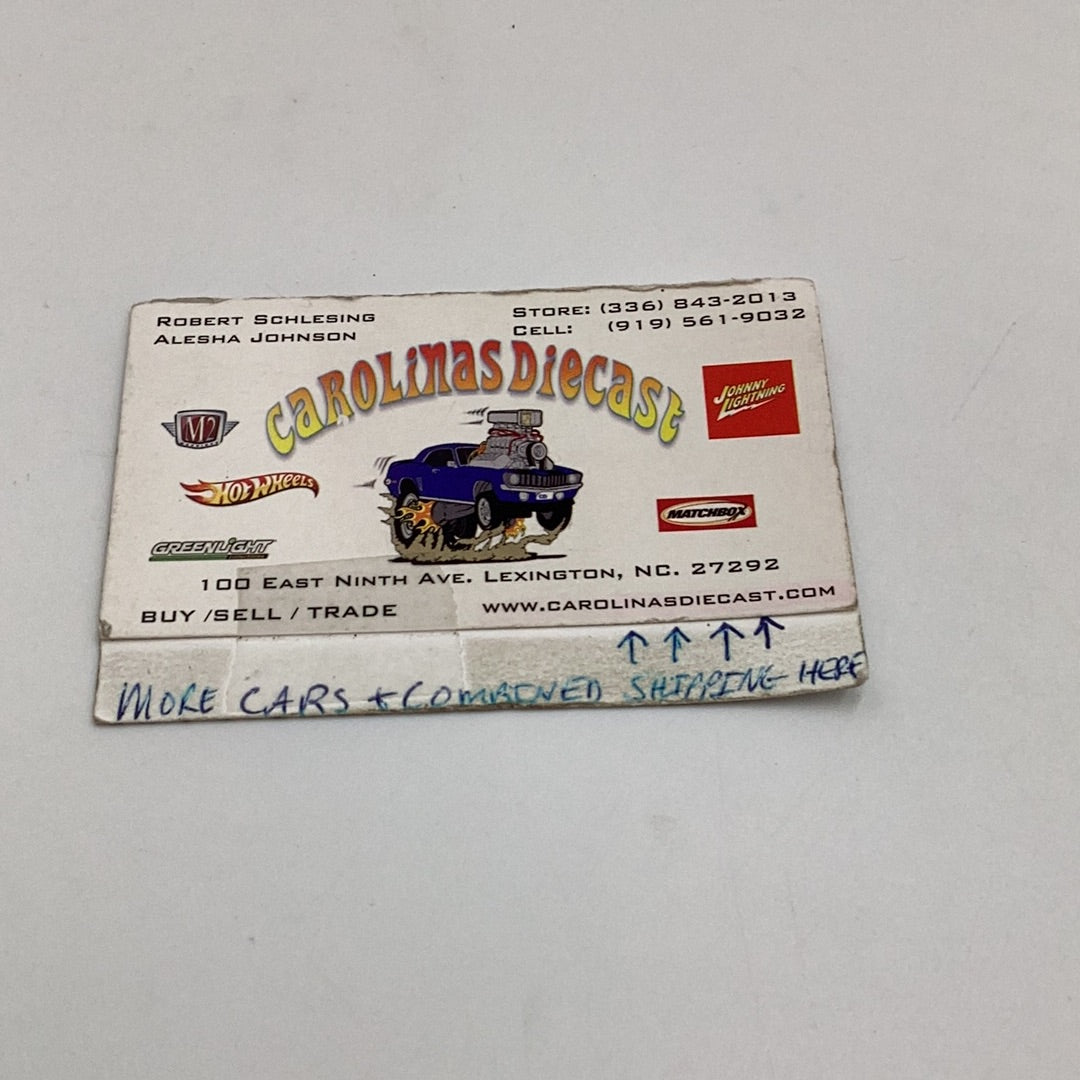 ROBERT SCHLESING
ALESHA JOHNSON
STORE: (336) 843-2013
CELL: (919) 561-9032
CAROLINAS DIECAST
M2
JOHNNY LIGHTNING
HOT WHEELS
MATCHBOX
GREENLIGHT
100 EAST NINTH AVE. LEXINGTON, NC. 27292
BUY /SELL / TRADE
WWW.CAROLINASDIECAST.COM
↑ ↑ ↑ ↑
MORE CARS + COMBINED SHIPPING HERE